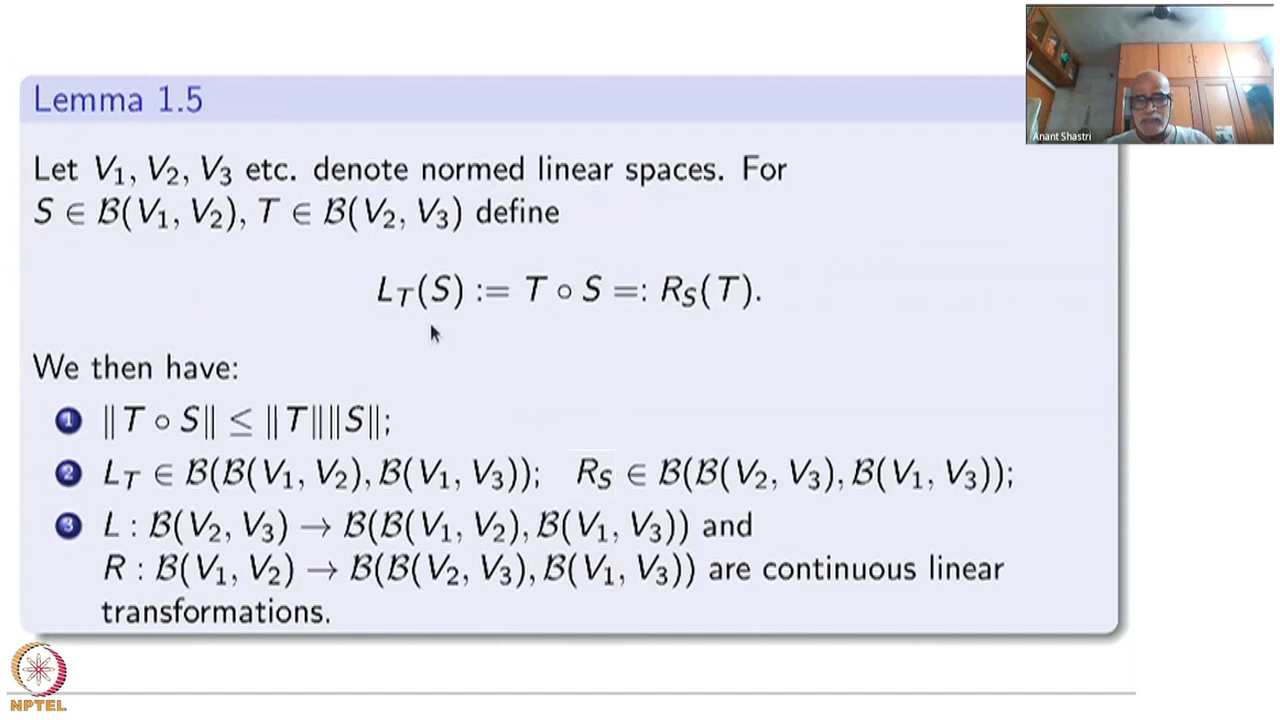 Anant Shastri
Lemma 1.5
Let V₁, V₂, V₃ etc. denote normed linear spaces. For
S ∈ ℬ(V₁, V₂), T ∈ ℬ(V₂, V₃) define
L_T(S) := T ∘ S =: R_S(T).
We then have:
1 ‖T ∘ S‖ ≤ ‖T‖‖S‖;
2 L_T ∈ ℬ(ℬ(V₁, V₂), ℬ(V₁, V₃)); R_S ∈ ℬ(ℬ(V₂, V₃), ℬ(V₁, V₃));
3 L : ℬ(V₂, V₃) → ℬ(ℬ(V₁, V₂), ℬ(V₁, V₃)) and
R : ℬ(V₁, V₂) → ℬ(ℬ(V₂, V₃), ℬ(V₁, V₃)) are continuous linear
transformations.
NPTEL